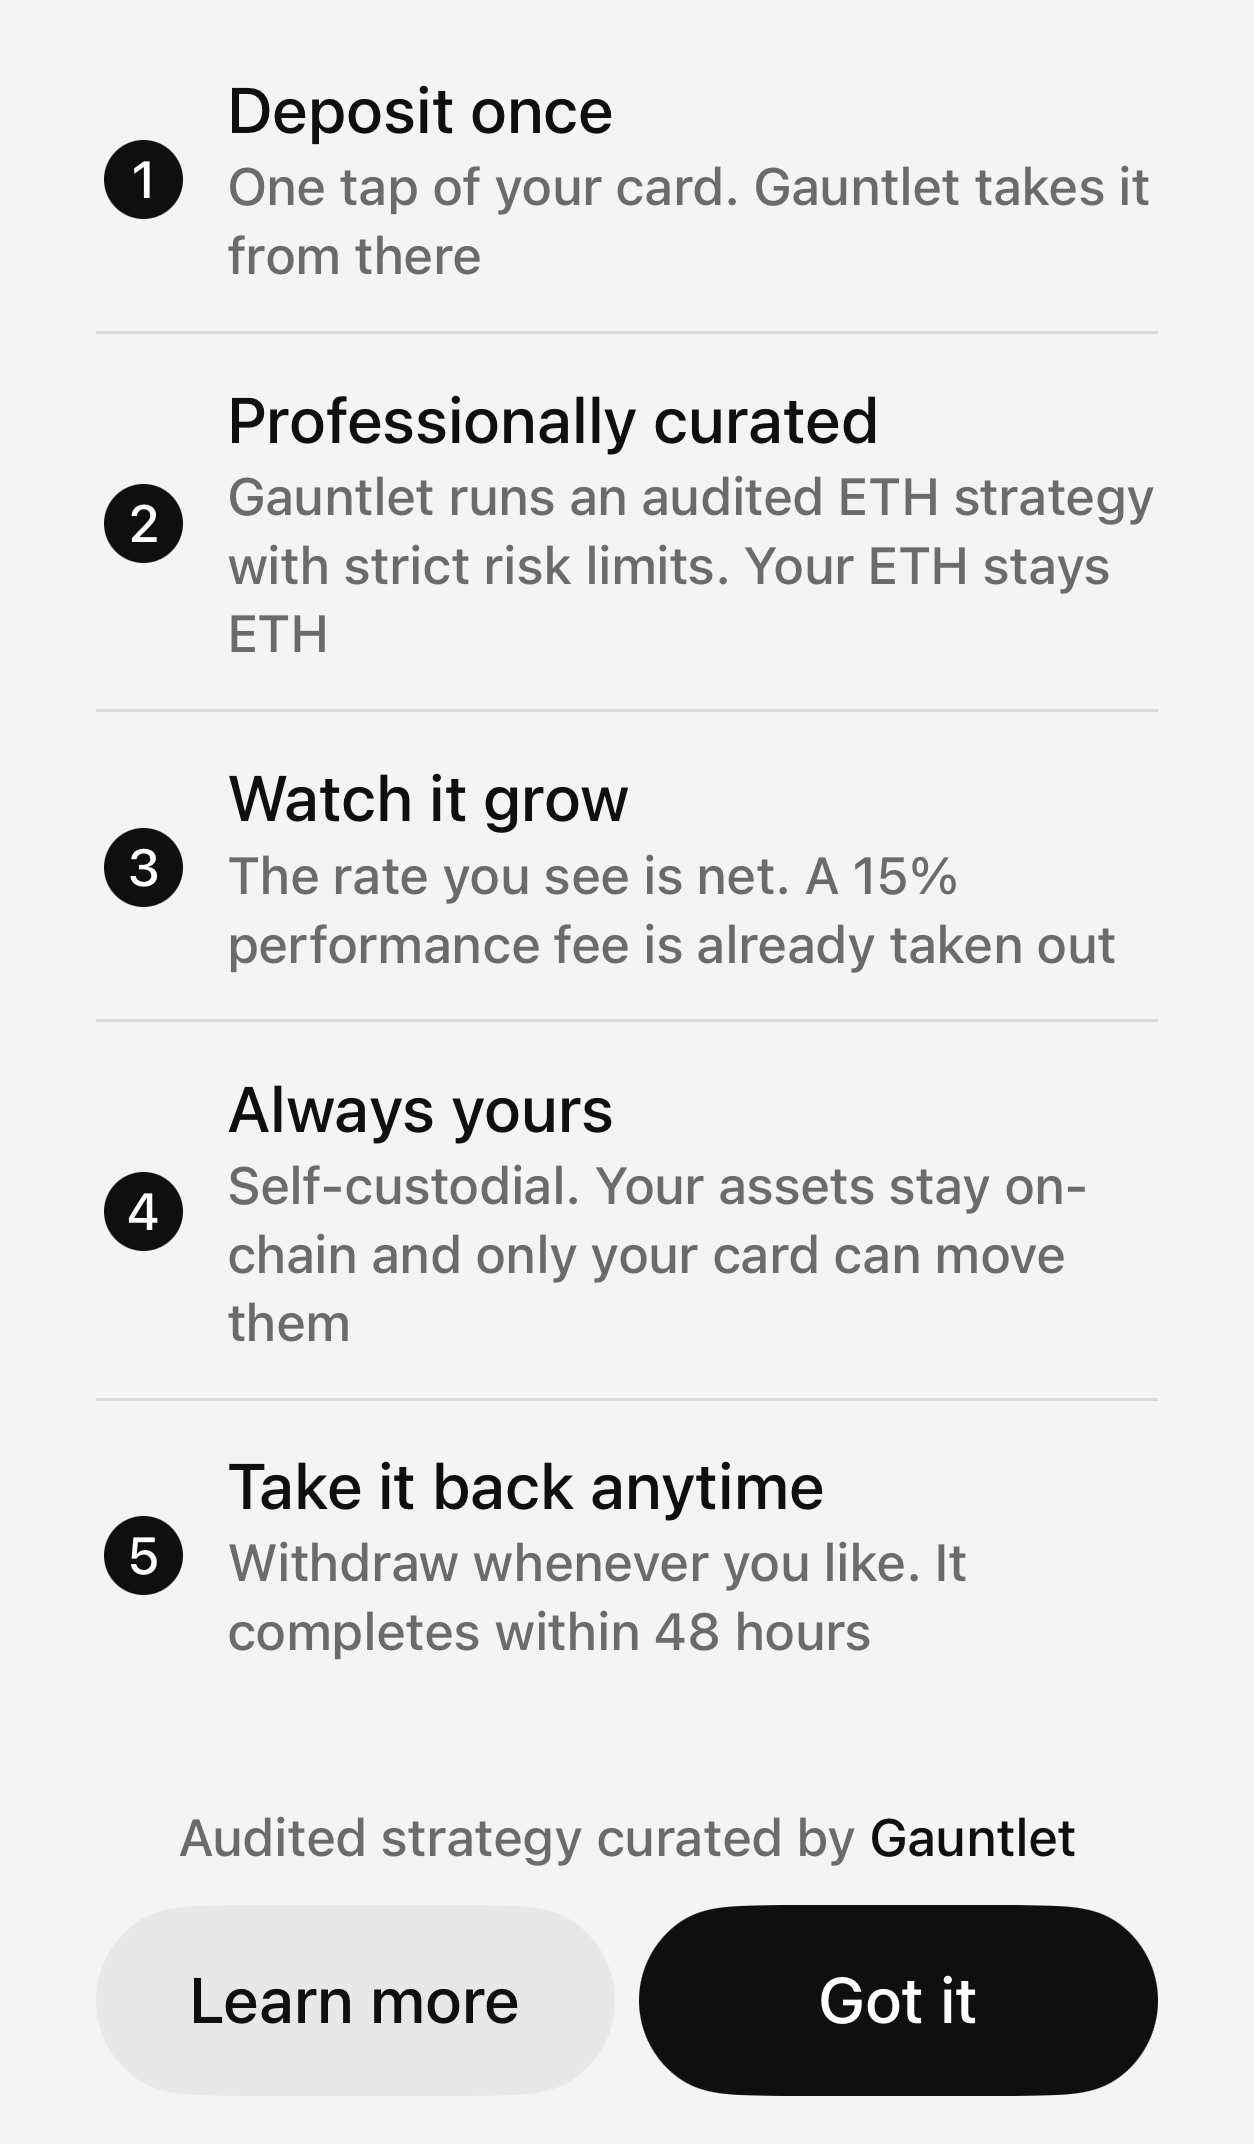 Deposit once
1
One tap of your card. Gauntlet takes it
from there
Professionally curated
2
Gauntlet runs an audited ETH strategy
with strict risk limits. Your ETH stays
ETH
Watch it grow
3
The rate you see is net. A 15%
performance fee is already taken out
Always yours
4
Self-custodial. Your assets stay on-
chain and only your card can move
them
Take it back anytime
5
Withdraw whenever you like. It
completes within 48 hours
Audited strategy curated by Gauntlet
Learn more
Got it